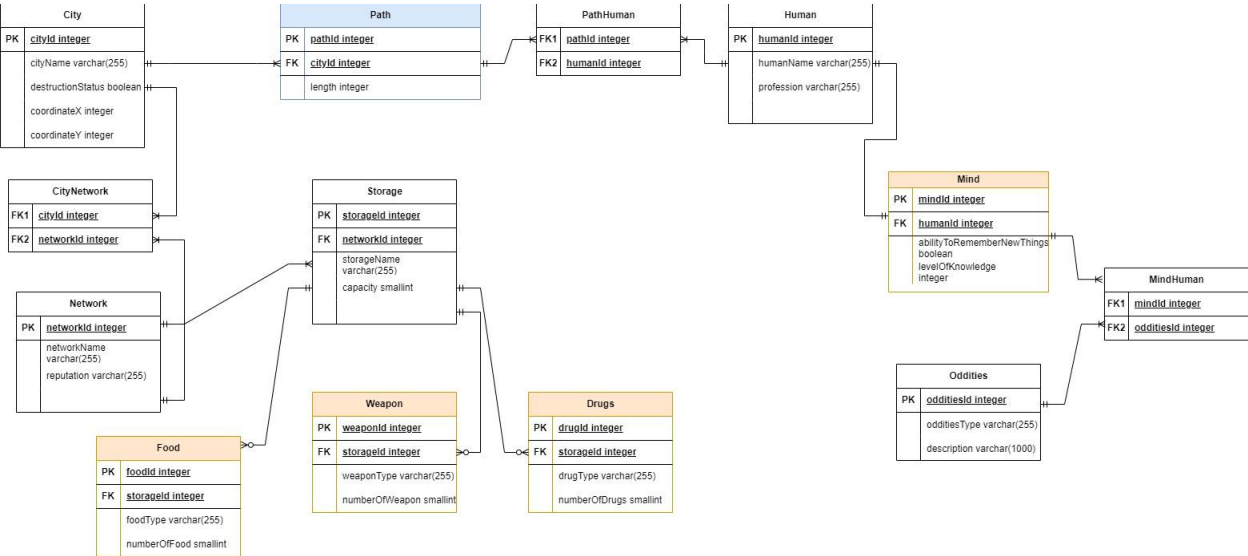 City
PK cityId integer
cityName varchar(255)
destructionStatus boolean
coordinateX integer
coordinateY integer
Path
PK pathId integer
FK cityId integer
length integer
PathHuman
FK1 pathId integer
FK2 humanId integer
Human
PK humanId integer
humanName varchar(255)
profession varchar(255)
CityNetwork
FK1 cityId integer
FK2 networkId integer
Storage
PK storageId integer
FK networkId integer
storageName
varchar(255)
capacity smallint
Mind
PK mindId integer
FK humanId integer
abilityToRememberNewThings
boolean
levelOfKnowledge
integer
MindHuman
FK1 mindId integer
FK2 odditiesId integer
Network
PK networkId integer
networkName
varchar(255)
reputation varchar(255)
Oddities
PK odditiesId integer
odditiesType varchar(255)
description varchar(1000)
Weapon
PK weaponId integer
FK storageId integer
weaponType varchar(255)
numberOfWeapon smallint
Drugs
PK drugId integer
FK storageId integer
drugType varchar(255)
numberOfDrugs smallint
Food
PK foodId integer
FK storageId integer
foodType varchar(255)
numberOfFood smallint